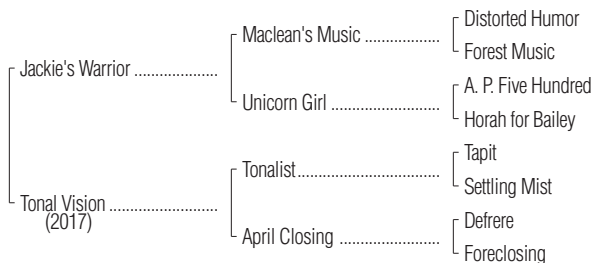 Distorted Humor
Maclean's Music ..................
Forest Music
Jackie's Warrior ....................
A. P. Five Hundred
Unicorn Girl ..........................
Horah for Bailey
Tapit
Tonalist..................................
Settling Mist
Tonal Vision ..........................
(2017)
Defrere
April Closing ........................
Foreclosing